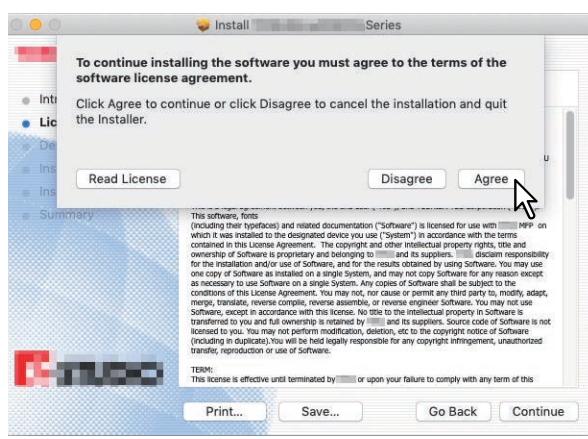 Install Series
To continue installing the software you must agree to the terms of the
software license agreement.
Click Agree to continue or click Disagree to cancel the installation and quit
the Installer.
Read License
Disagree
Agree
Summary
This software, fonts
(including their typefaces) and related documentation ("Software") is licensed for use with MFP on
which it was installed to the designated device you use ("System") in accordance with the terms
contained in this License Agreement. The copyright and other intellectual property rights, title and
ownership of Software is proprietary and belonging to and its suppliers. disclaim responsibility
for the installation and/or use of Software, and for the results obtained by using Software. You may use
one copy of Software as installed on a single System, and may not copy Software for any reason except
as necessary to use Software on a single System. Any copies of Software shall be subject to the
conditions of this License Agreement. You may not, nor cause or permit any third party to, modify, adapt,
merge, translate, reverse compile, reverse assemble, or reverse engineer Software. You may not use
Software, except in accordance with this license. No title to the intellectual property in Software is
transferred to you and full ownership is retained by and its suppliers. Source code of Software is not
licensed to you. You may not perform modification, deletion, etc to the copyright notice of Software
(including in duplicate).You will be held legally responsible for any copyright infringement, unauthorized
transfer, reproduction or use of Software.
TERM:
This license is effective until terminated by or upon your failure to comply with any term of this
Print...
Save...
Go Back
Continue